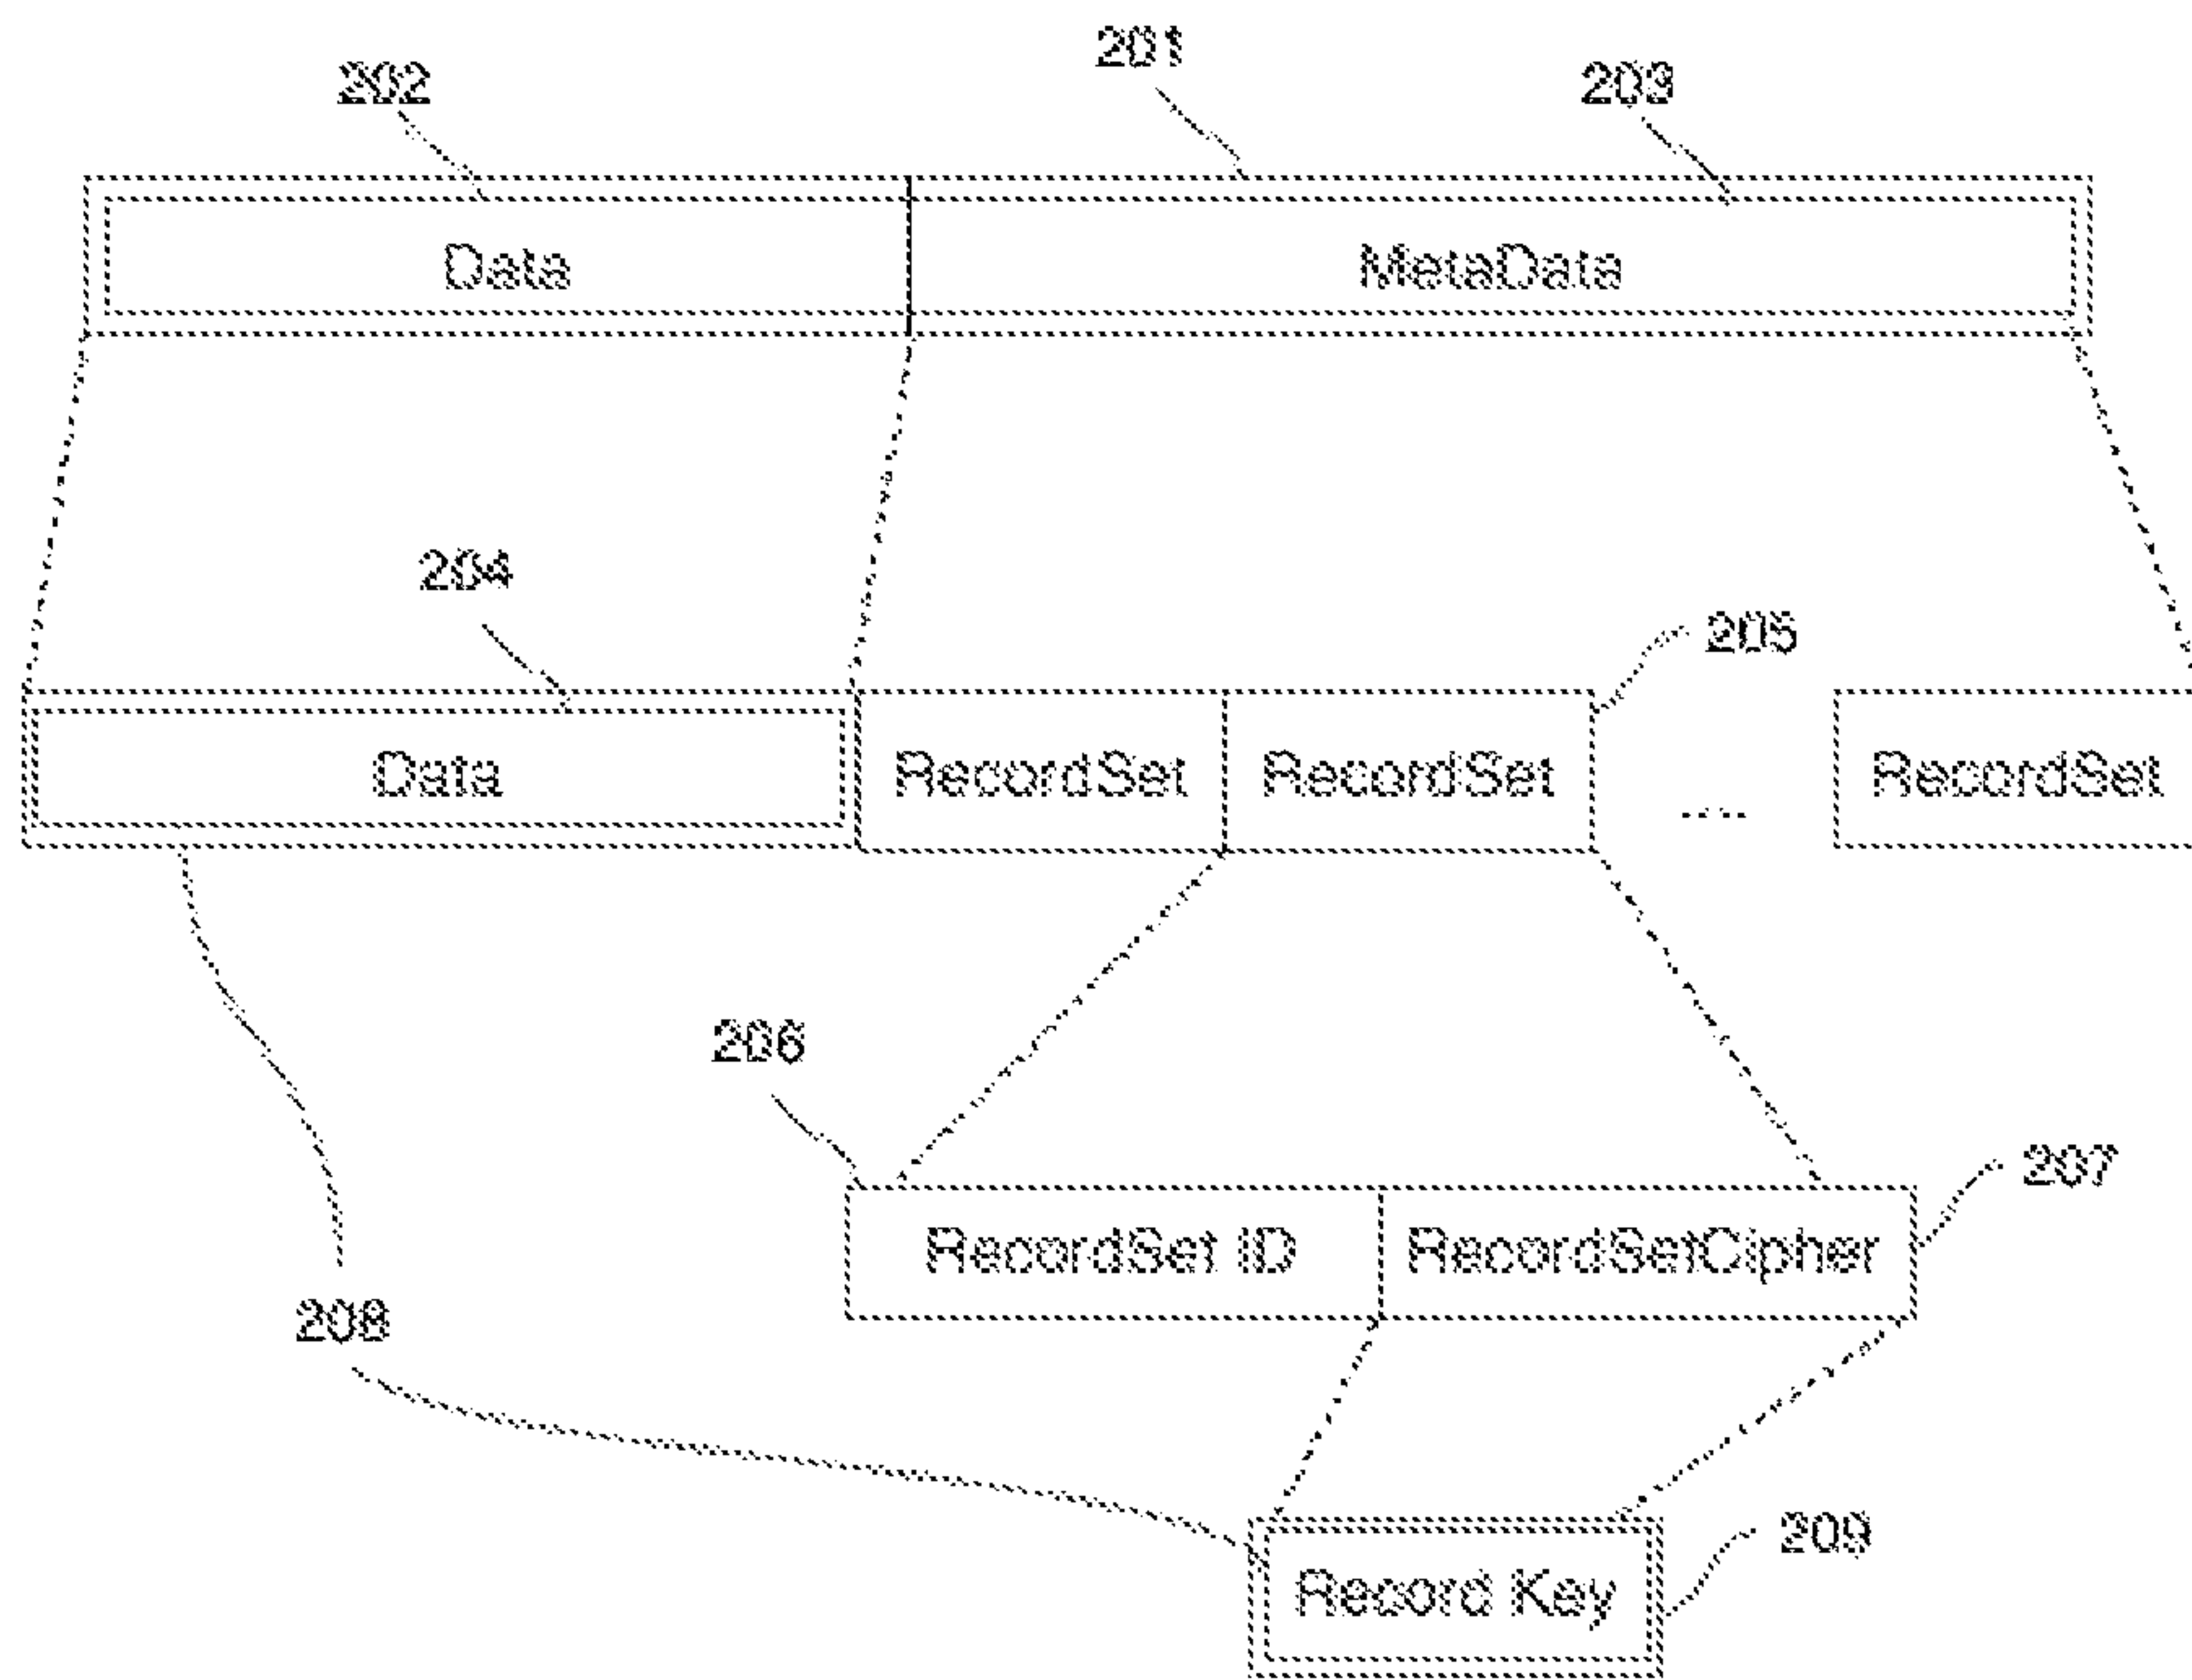 201
202
203
Data
MetaData
204
205
Data
RecordSet
RecordSet
....
RecordSet
206
207
RecordSet ID
RecordSetCipher
208
209
Record Key